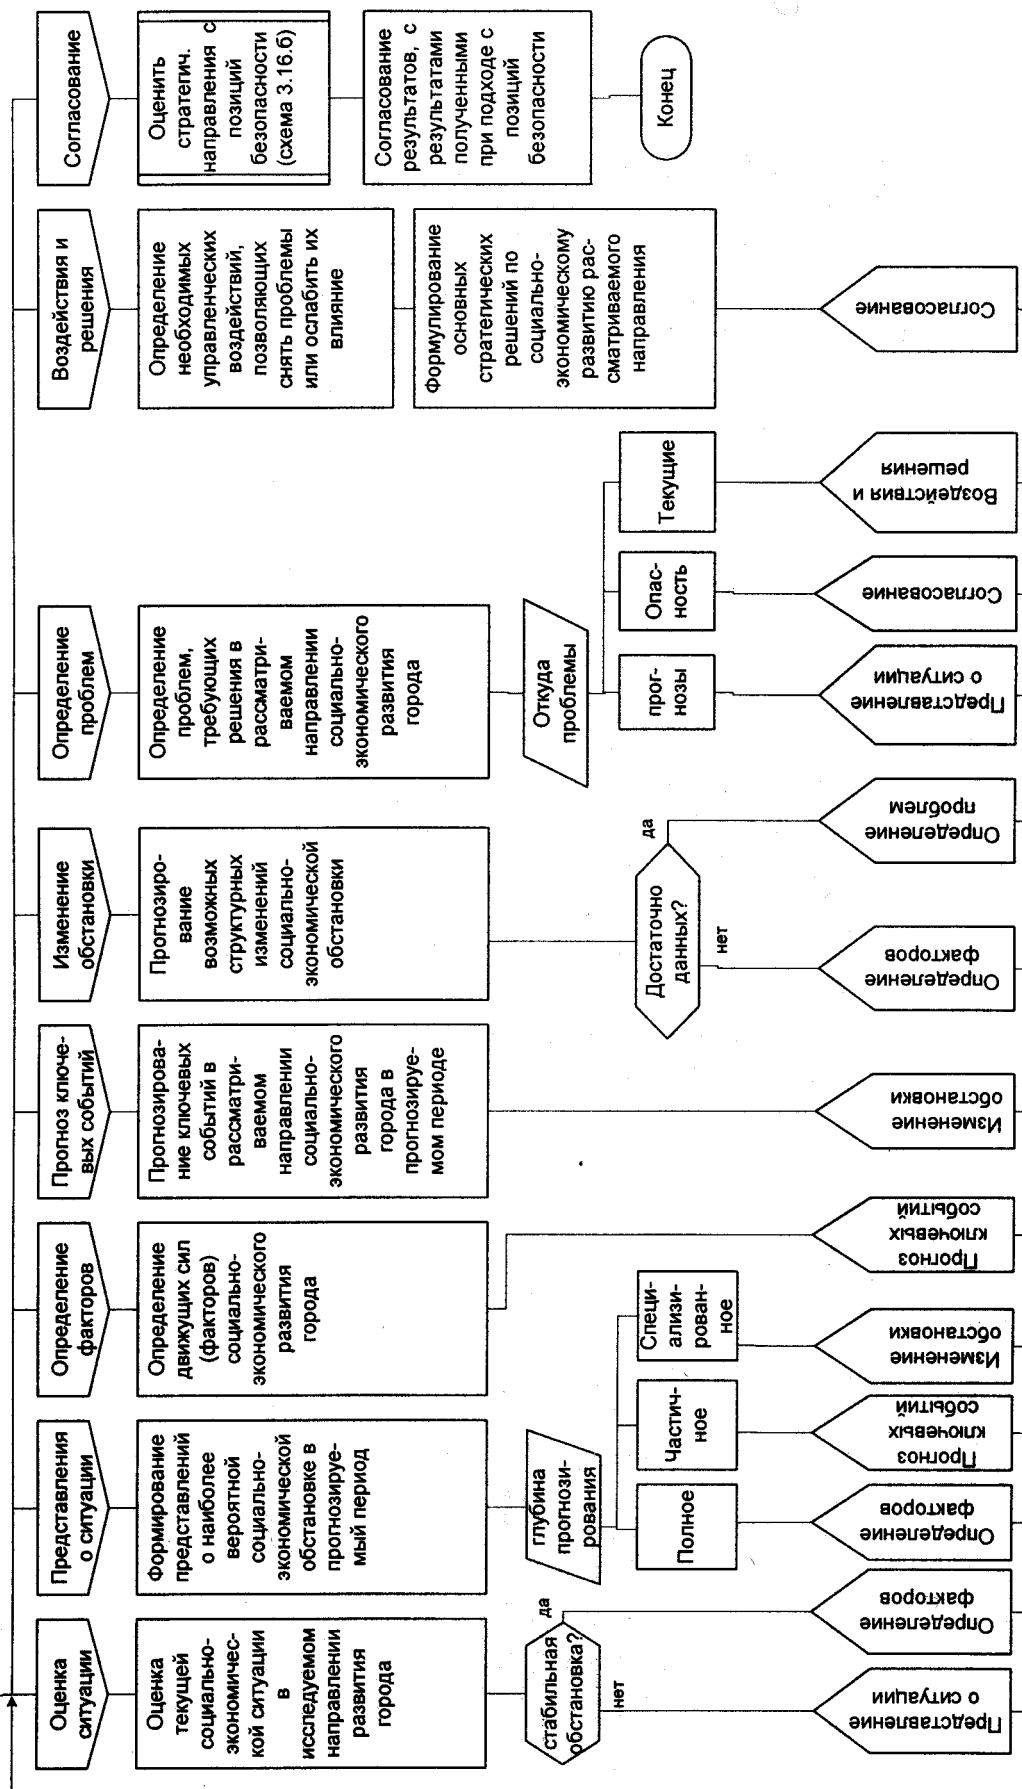 Оценка
ситуации
Оценка
текущей
социально-
экономичес-
кой ситуации
в
исследуемом
направлении
развития
города
стабильная
обстановка?
да
нет
Представление
о ситуации
Определение
факторов
Представления
о ситуации
Формирование
представлений
о наиболее
вероятной
социально-
экономической
обстановке в
прогнозируе-
мый период
глубина
прогнози-
рования
Полное
Частич-
ное
Специ-
ализи-
рован-
ное
Определение
факторов
Прогноз
ключевых
событий
Изменение
обстановки
Определение
факторов
Определение
движущих сил
(факторов)
социально-
экономического
развития
города
Прогноз
ключевых
событий
Прогноз ключе-
вых событий
Прогнозирова-
ние ключевых
событий в
рассматри-
ваемом
направлении
социально-
экономического
развития
города в
прогнозируе-
мом периоде
Изменение
обстановки
Изменение
обстановки
Прогнозиро-
вание
возможных
структурных
изменений
социально-
экономической
обстановки
Достаточно
данных?
да
нет
Определение
факторов
Определение
проблем
Определение
проблем
Определение
проблем,
требующих
решения в
рассматри-
ваемом
направлении
социально-
экономического
развития
города
Откуда
проблемы
прог-
нозы
Опас-
ность
Текущие
Представление
о ситуации
Согласование
Воздействия и
решения
Воздействия и
решения
Определение
необходимых
управленческих
воздействий,
позволяющих
снять проблемы
или ослабить их
влияние
Формулирование
основных
стратегических
решений по
социально-
экономическому
развитию рас-
сматриваемого
направления
Согласование
Согласование
Оценить
стратегич.
направления с
позиций
безопасности
(схема 3.16.б)
Согласование
результатов, с
результатами
полученными
при подходе с
позиций
безопасности
Конец